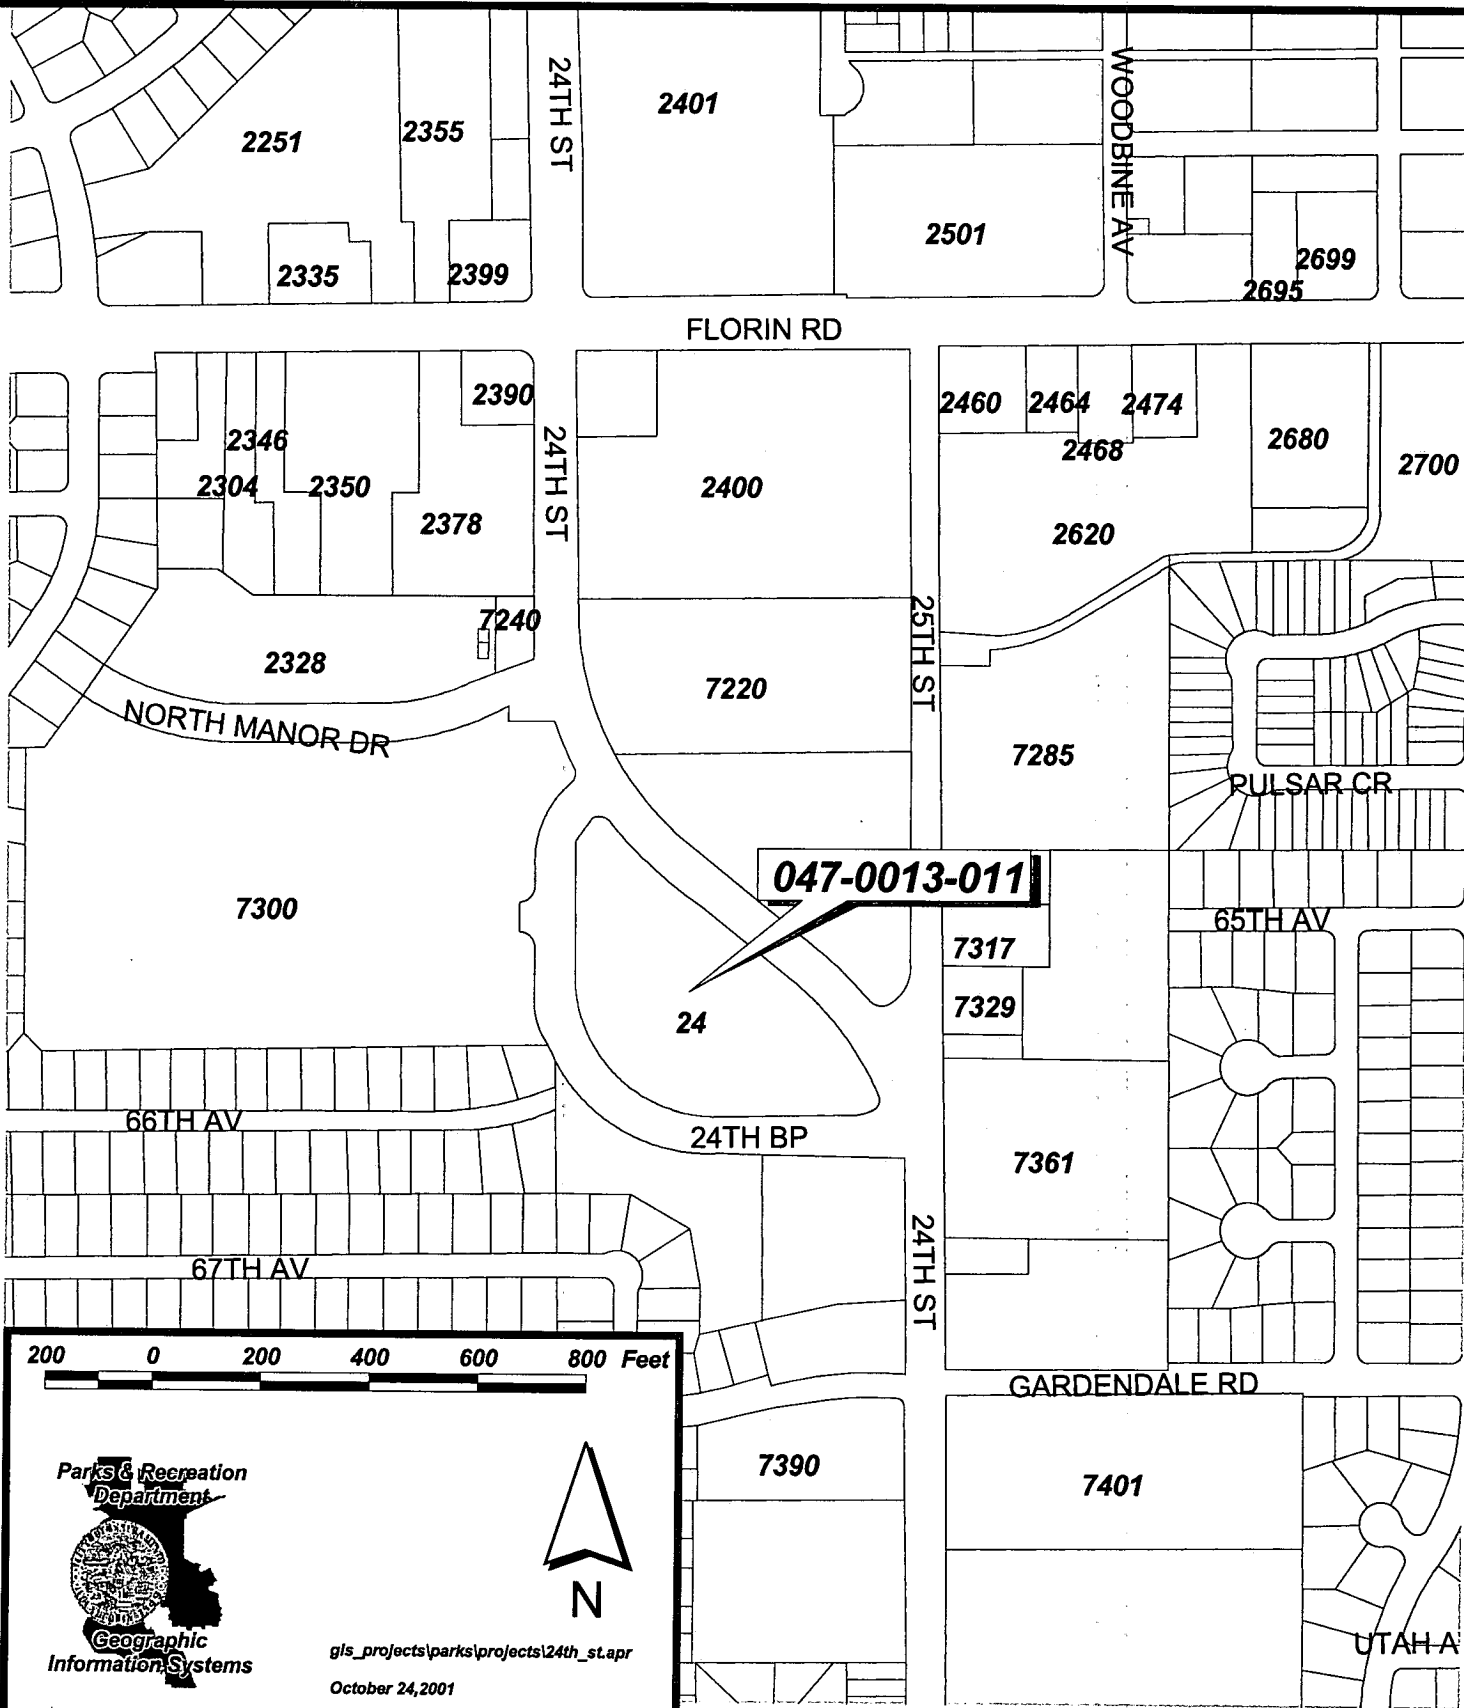 24TH ST
2401
WOODBINE AV
2251
2355
2501
2335
2399
2699
2695
FLORIN RD
2390
2460
2464
2474
2346
2468
2680
2304
2350
24TH ST
2400
2700
2378
2620
7240
25TH ST
2328
7220
NORTH MANOR DR
7285
PULSAR CR
047-0013-011
7300
65TH AV
7317
7329
24
66TH AV
24TH BP
7361
67TH AV
24TH ST
200 0 200 400 600 800 Feet
GARDENDALE RD
Parks & Recreation
Department
7390
7401
N
Geographic
Information Systems
gis_projects\parks\projects\24th_st.apr
October 24,2001
UTAH A